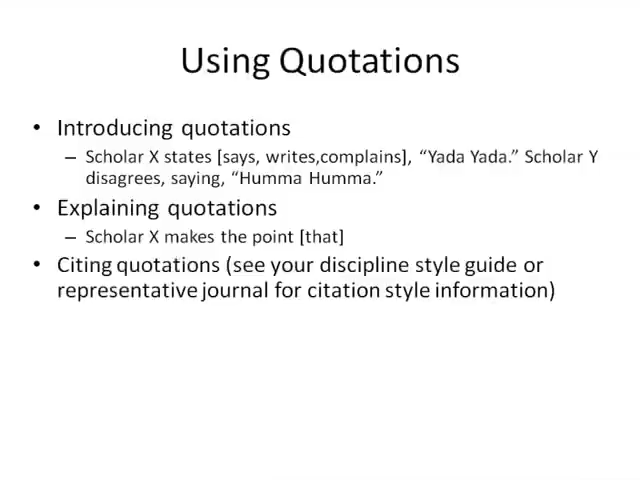 Using Quotations
• Introducing quotations
– Scholar X states [says, writes,complains], “Yada Yada.” Scholar Y
disagrees, saying, “Humma Humma.”
• Explaining quotations
– Scholar X makes the point [that]
• Citing quotations (see your discipline style guide or
representative journal for citation style information)